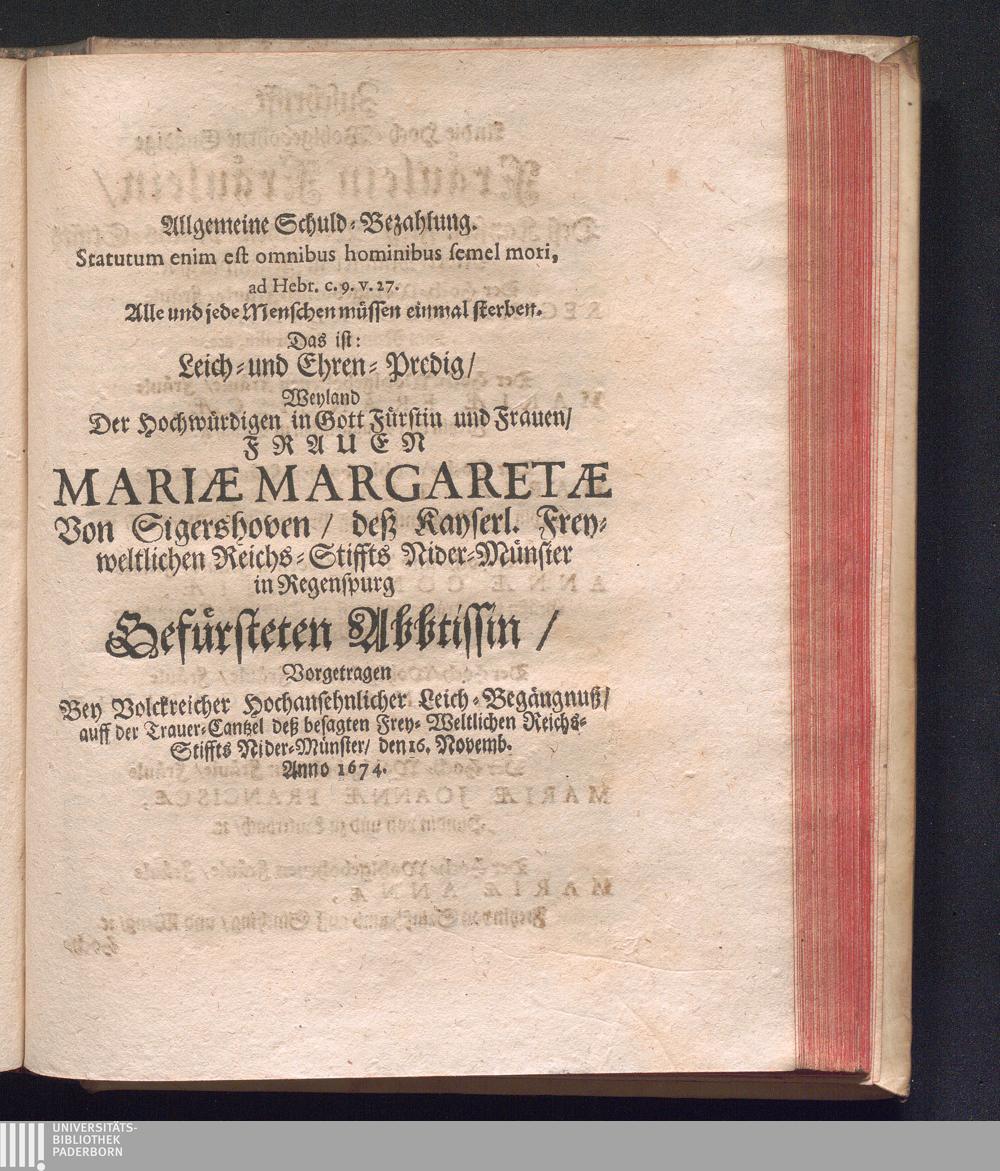 Allgemeine Schuld-Bezahlung.
Statutum enim est omnibus hominibus semel mori,
ad Hebr. c. 9. v. 27.
Alle und jede Menschen müssen einmal sterben.
Das ist:
Leich- und Ehren-Predig/
Weyland
Der Hochwürdigen in Gott Fürstin und Frauen/
FRAUEN
MARIÆ MARGARETÆ
Von Sigershoven / deß Kayserl. Frey-
weltlichen Reichs-Stiffts Nider-Münster
in Regenspurg
Gefürsteten Abbtissin /
Vorgetragen
Bey Volckreicher Hochansehnlicher Leich-Begängnuß/
auff der Trauer-Cantzel deß besagten Frey-Weltlichen Reichs-
Stiffts Nider-Münster/ den 16. Novemb.
Anno 1674.
UNIVERSITÄTS-
BIBLIOTHEK
PADERBORN